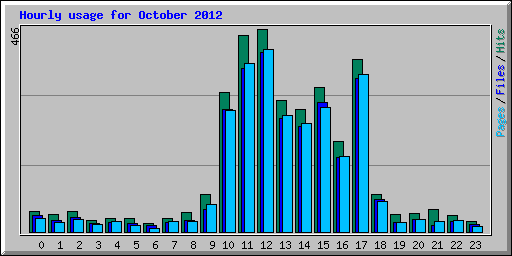 Hourly usage for October 2012
466
Pages/Files/Hits
0 1 2 3 4 5 6 7 8 9 10 11 12 13 14 15 16 17 18 19 20 21 22 23